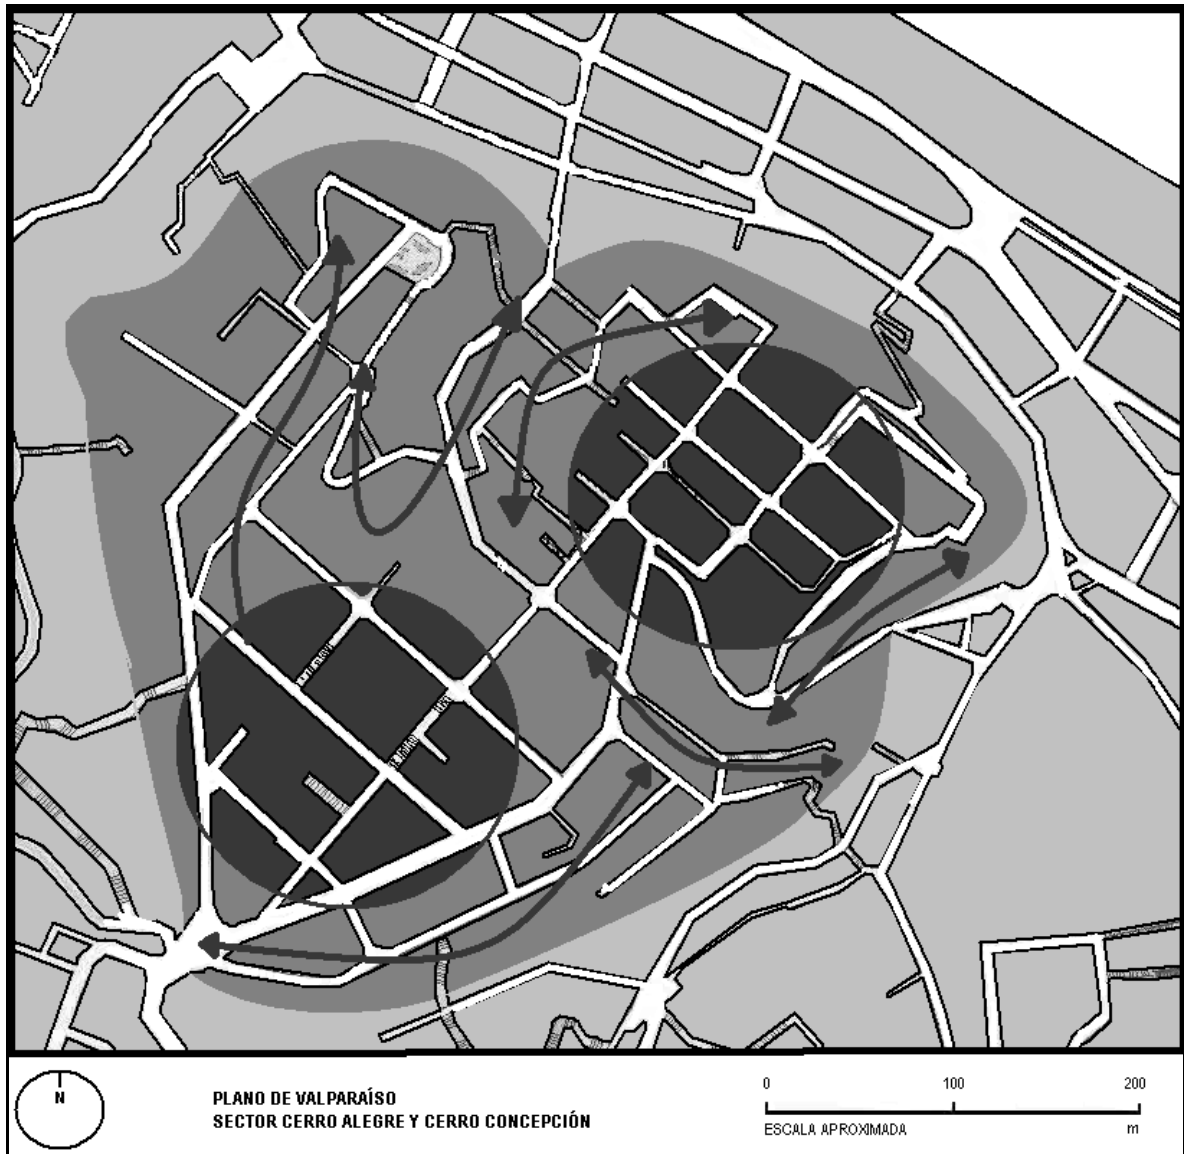 N
PLANO DE VALPARAÍSO
SECTOR CERRO ALEGRE Y CERRO CONCEPCIÓN
0 100 200
ESCALA APROXIMADA m